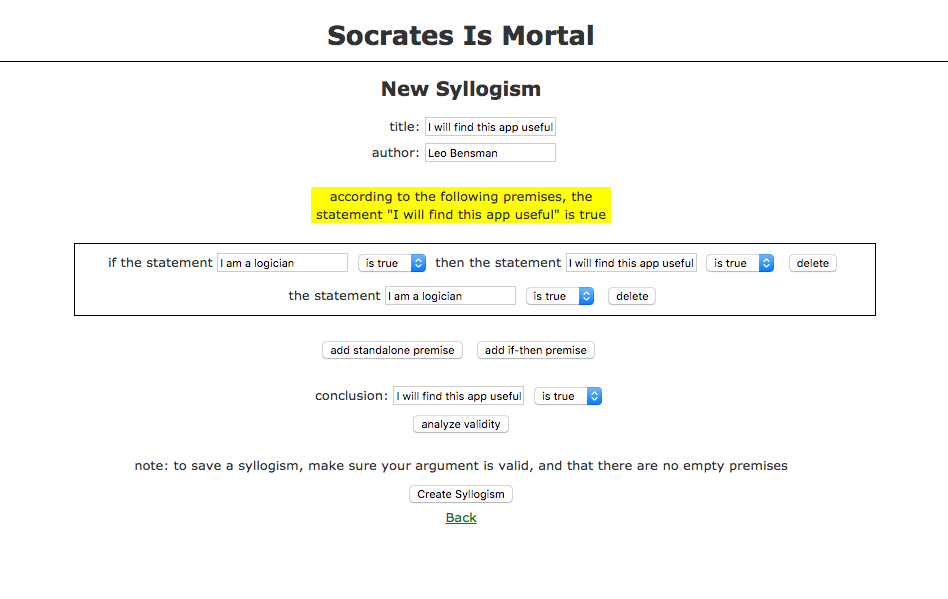 Socrates Is Mortal
New Syllogism
title: I will find this app useful
author: Leo Bensman
according to the following premises, the
statement "I will find this app useful" is true
if the statement I am a logician is true then the statement I will find this app useful is true delete
the statement I am a logician is true delete
add standalone premise add if-then premise
conclusion: I will find this app useful is true
analyze validity
note: to save a syllogism, make sure your argument is valid, and that there are no empty premises
Create Syllogism
Back